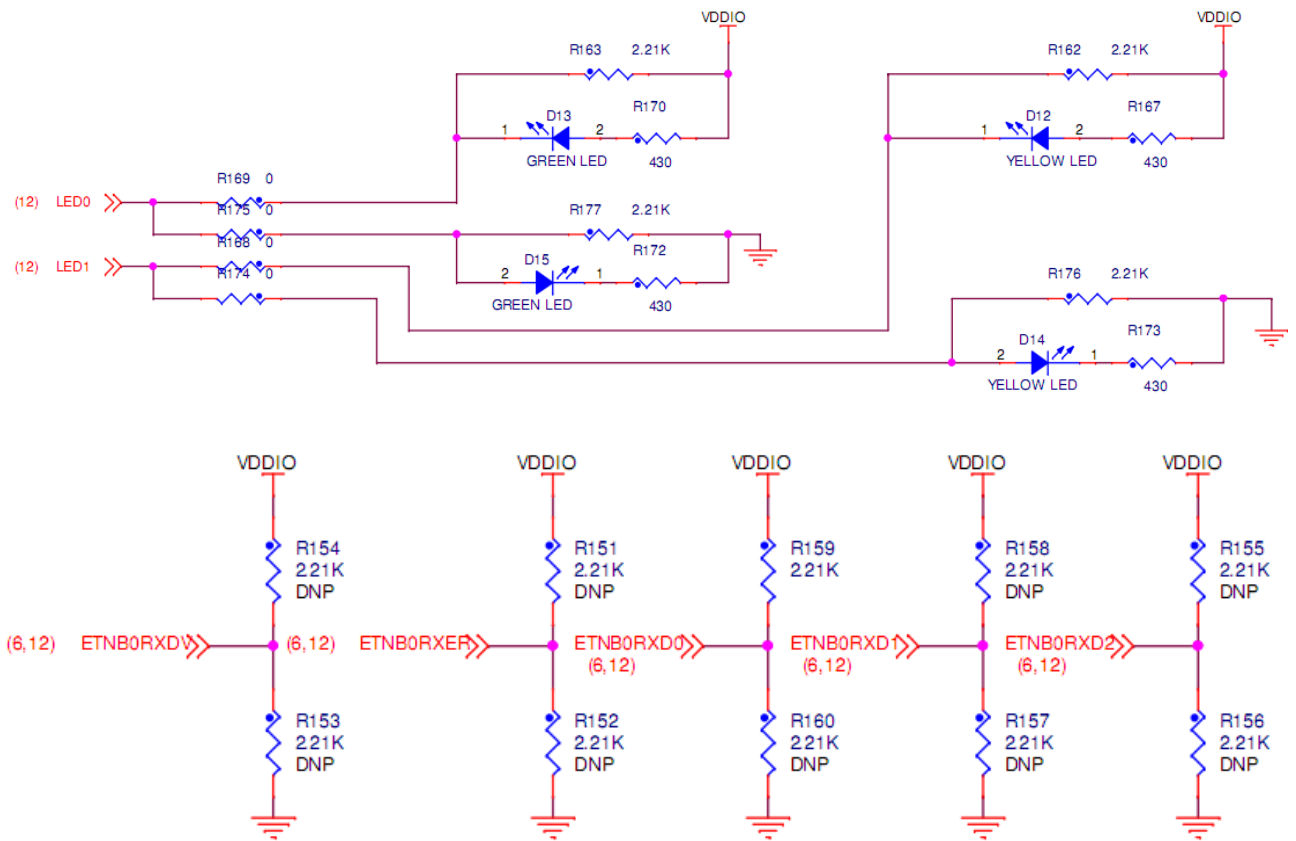 VDDIO VDDIO
R163 2.21K R162 2.21K
D13 R170 D12 R167
1 2 1 2
GREEN LED 430 YELLOW LED 430
R169 0
(12) LED0
R175 0 R177 2.21K
R168 0 R172
(12) LED1 D15
R174 0 2 1 R176 2.21K
GREEN LED 430
D14 R173
2 1
YELLOW LED 430
VDDIO VDDIO VDDIO VDDIO VDDIO
R154 R151 R159 R158 R155
2.21K 2.21K 2.21K 2.21K 2.21K
DNP DNP DNP DNP
(6,12) ETNB0RXDV (6,12) ETNB0RXER ETNB0RXD0 ETNB0RXD1 ETNB0RXD2
(6,12) (6,12) (6,12)
R153 R152 R160 R157 R156
2.21K 2.21K 2.21K 2.21K 2.21K
DNP DNP DNP DNP DNP